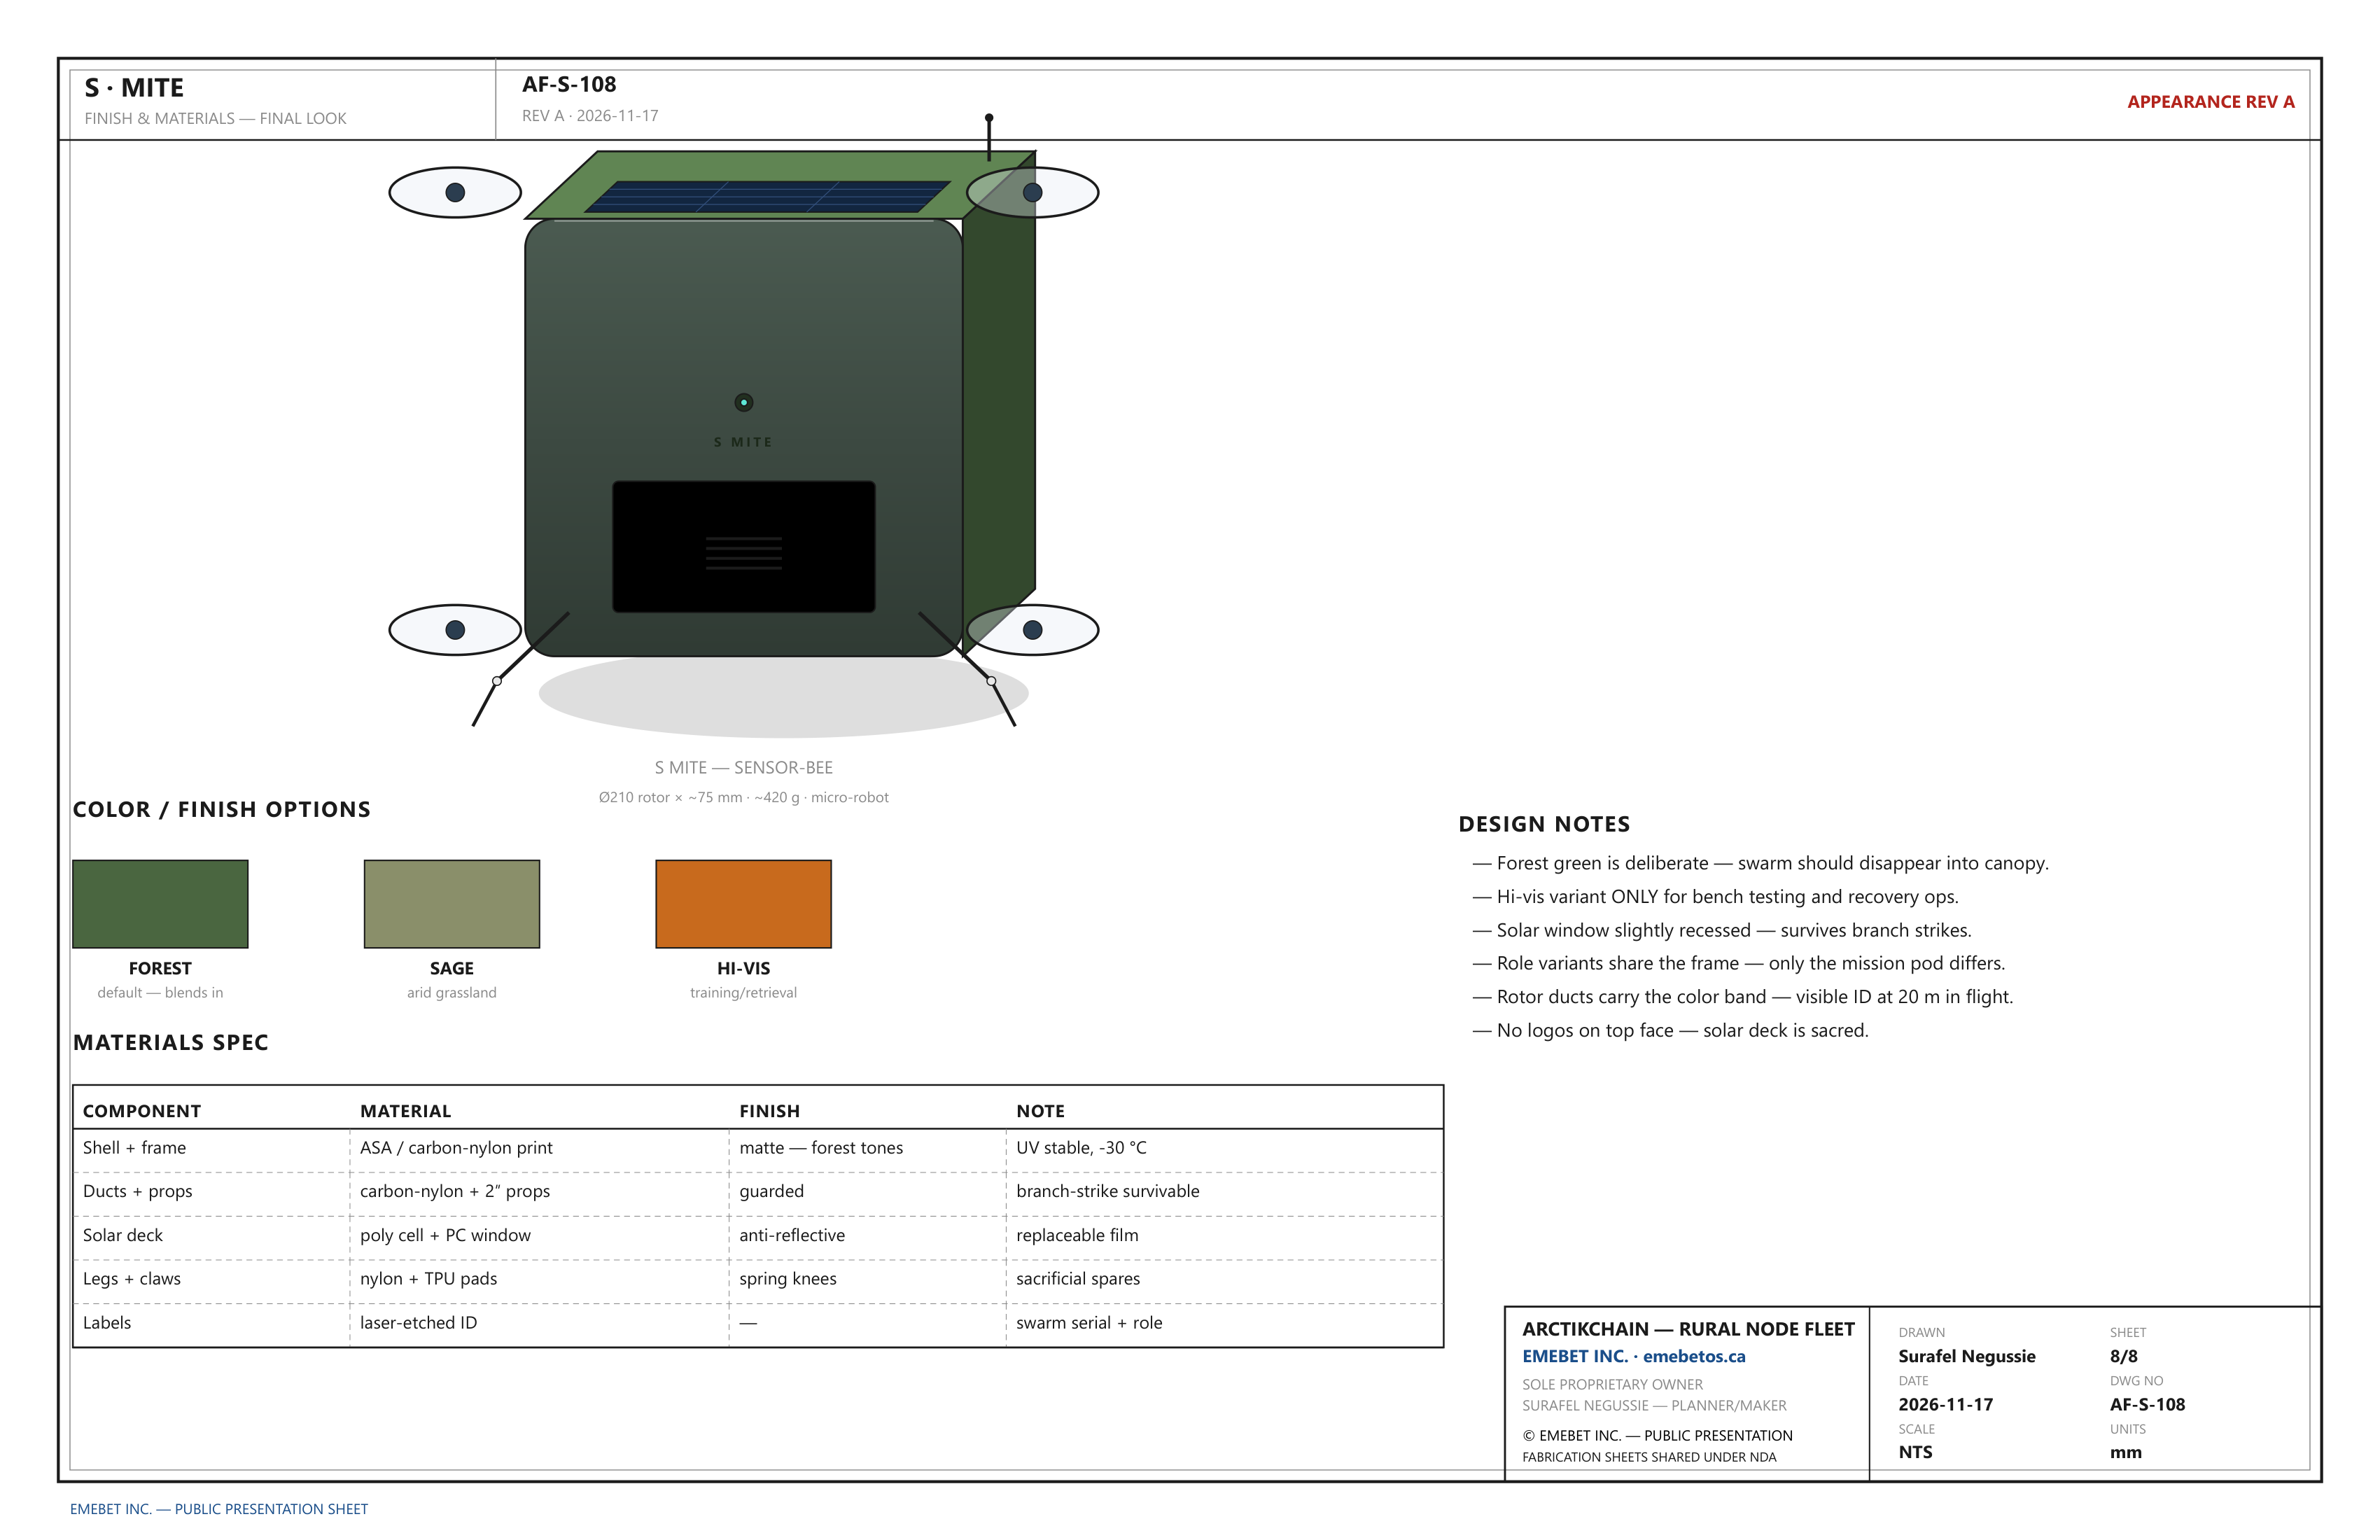 S · MITE
FINISH & MATERIALS — FINAL LOOK
AF-S-108
REV A · 2026-11-17
APPEARANCE REV A
S MITE
S MITE — SENSOR-BEE
Ø210 rotor × ~75 mm · ~420 g · micro-robot
COLOR / FINISH OPTIONS
FOREST
default — blends in
SAGE
arid grassland
HI-VIS
training/retrieval
DESIGN NOTES
— Forest green is deliberate — swarm should disappear into canopy.
— Hi-vis variant ONLY for bench testing and recovery ops.
— Solar window slightly recessed — survives branch strikes.
— Role variants share the frame — only the mission pod differs.
— Rotor ducts carry the color band — visible ID at 20 m in flight.
— No logos on top face — solar deck is sacred.
MATERIALS SPEC
COMPONENT MATERIAL FINISH NOTE
Shell + frame ASA / carbon-nylon print matte — forest tones UV stable, -30 °C
Ducts + props carbon-nylon + 2″ props guarded branch-strike survivable
Solar deck poly cell + PC window anti-reflective replaceable film
Legs + claws nylon + TPU pads spring knees sacrificial spares
Labels laser-etched ID — swarm serial + role
ARCTIKCHAIN — RURAL NODE FLEET
EMEBET INC. · emebetos.ca
SOLE PROPRIETARY OWNER
SURAFEL NEGUSSIE — PLANNER/MAKER
© EMEBET INC. — PUBLIC PRESENTATION
FABRICATION SHEETS SHARED UNDER NDA
DRAWN SHEET
Surafel Negussie 8/8
DATE DWG NO
2026-11-17 AF-S-108
SCALE UNITS
NTS mm
EMEBET INC. — PUBLIC PRESENTATION SHEET